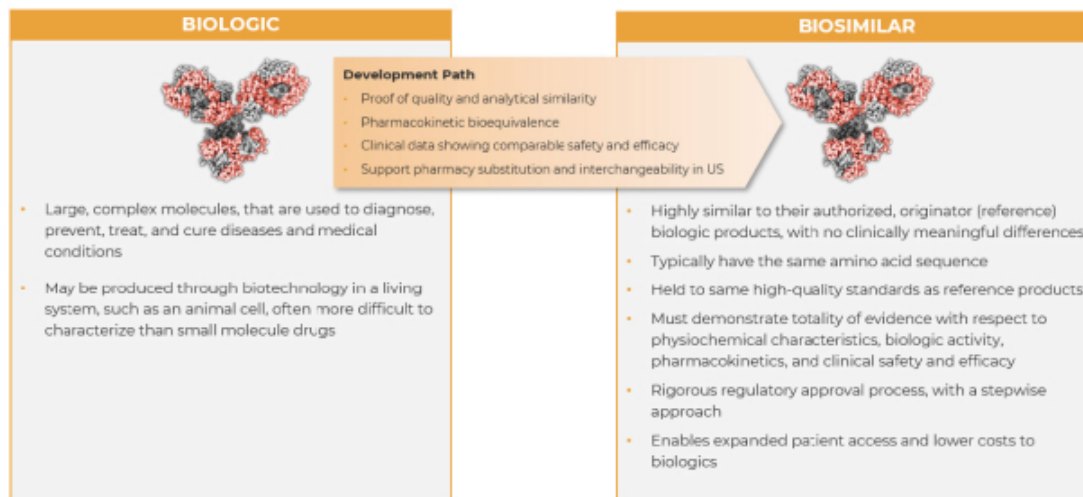 BIOLOGIC
Development Path
• Proof of quality and analytical similarity
• Pharmacokinetic bioequivalence
• Clinical data showing comparable safety and efficacy
• Support pharmacy substitution and interchangeability in US
• Large, complex molecules, that are used to diagnose,
prevent, treat, and cure diseases and medical
conditions
• May be produced through biotechnology in a living
system, such as an animal cell, often more difficult to
characterize than small molecule drugs
BIOSIMILAR
• Highly similar to their authorized, originator (reference)
biologic products, with no clinically meaningful differences
• Typically have the same amino acid sequence
• Held to same high-quality standards as reference products
• Must demonstrate totality of evidence with respect to
physiochemical characteristics, biologic activity,
pharmacokinetics, and clinical safety and efficacy
• Rigorous regulatory approval process, with a stepwise
approach
• Enables expanded patient access and lower costs to
biologics